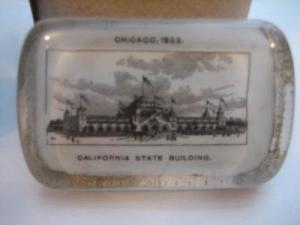 CHICAGO, 1893.
CALIFORNIA STATE BUILDING.